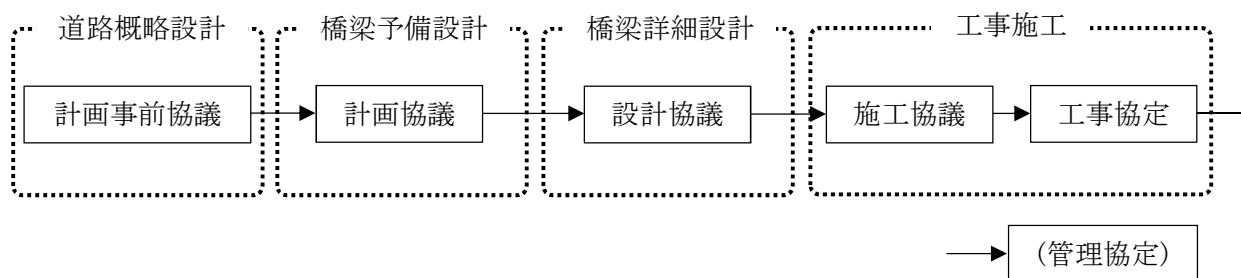 道路概略設計
橋梁予備設計
橋梁詳細設計
工事施工
計画事前協議
計画協議
設計協議
施工協議
工事協定
(管理協定)